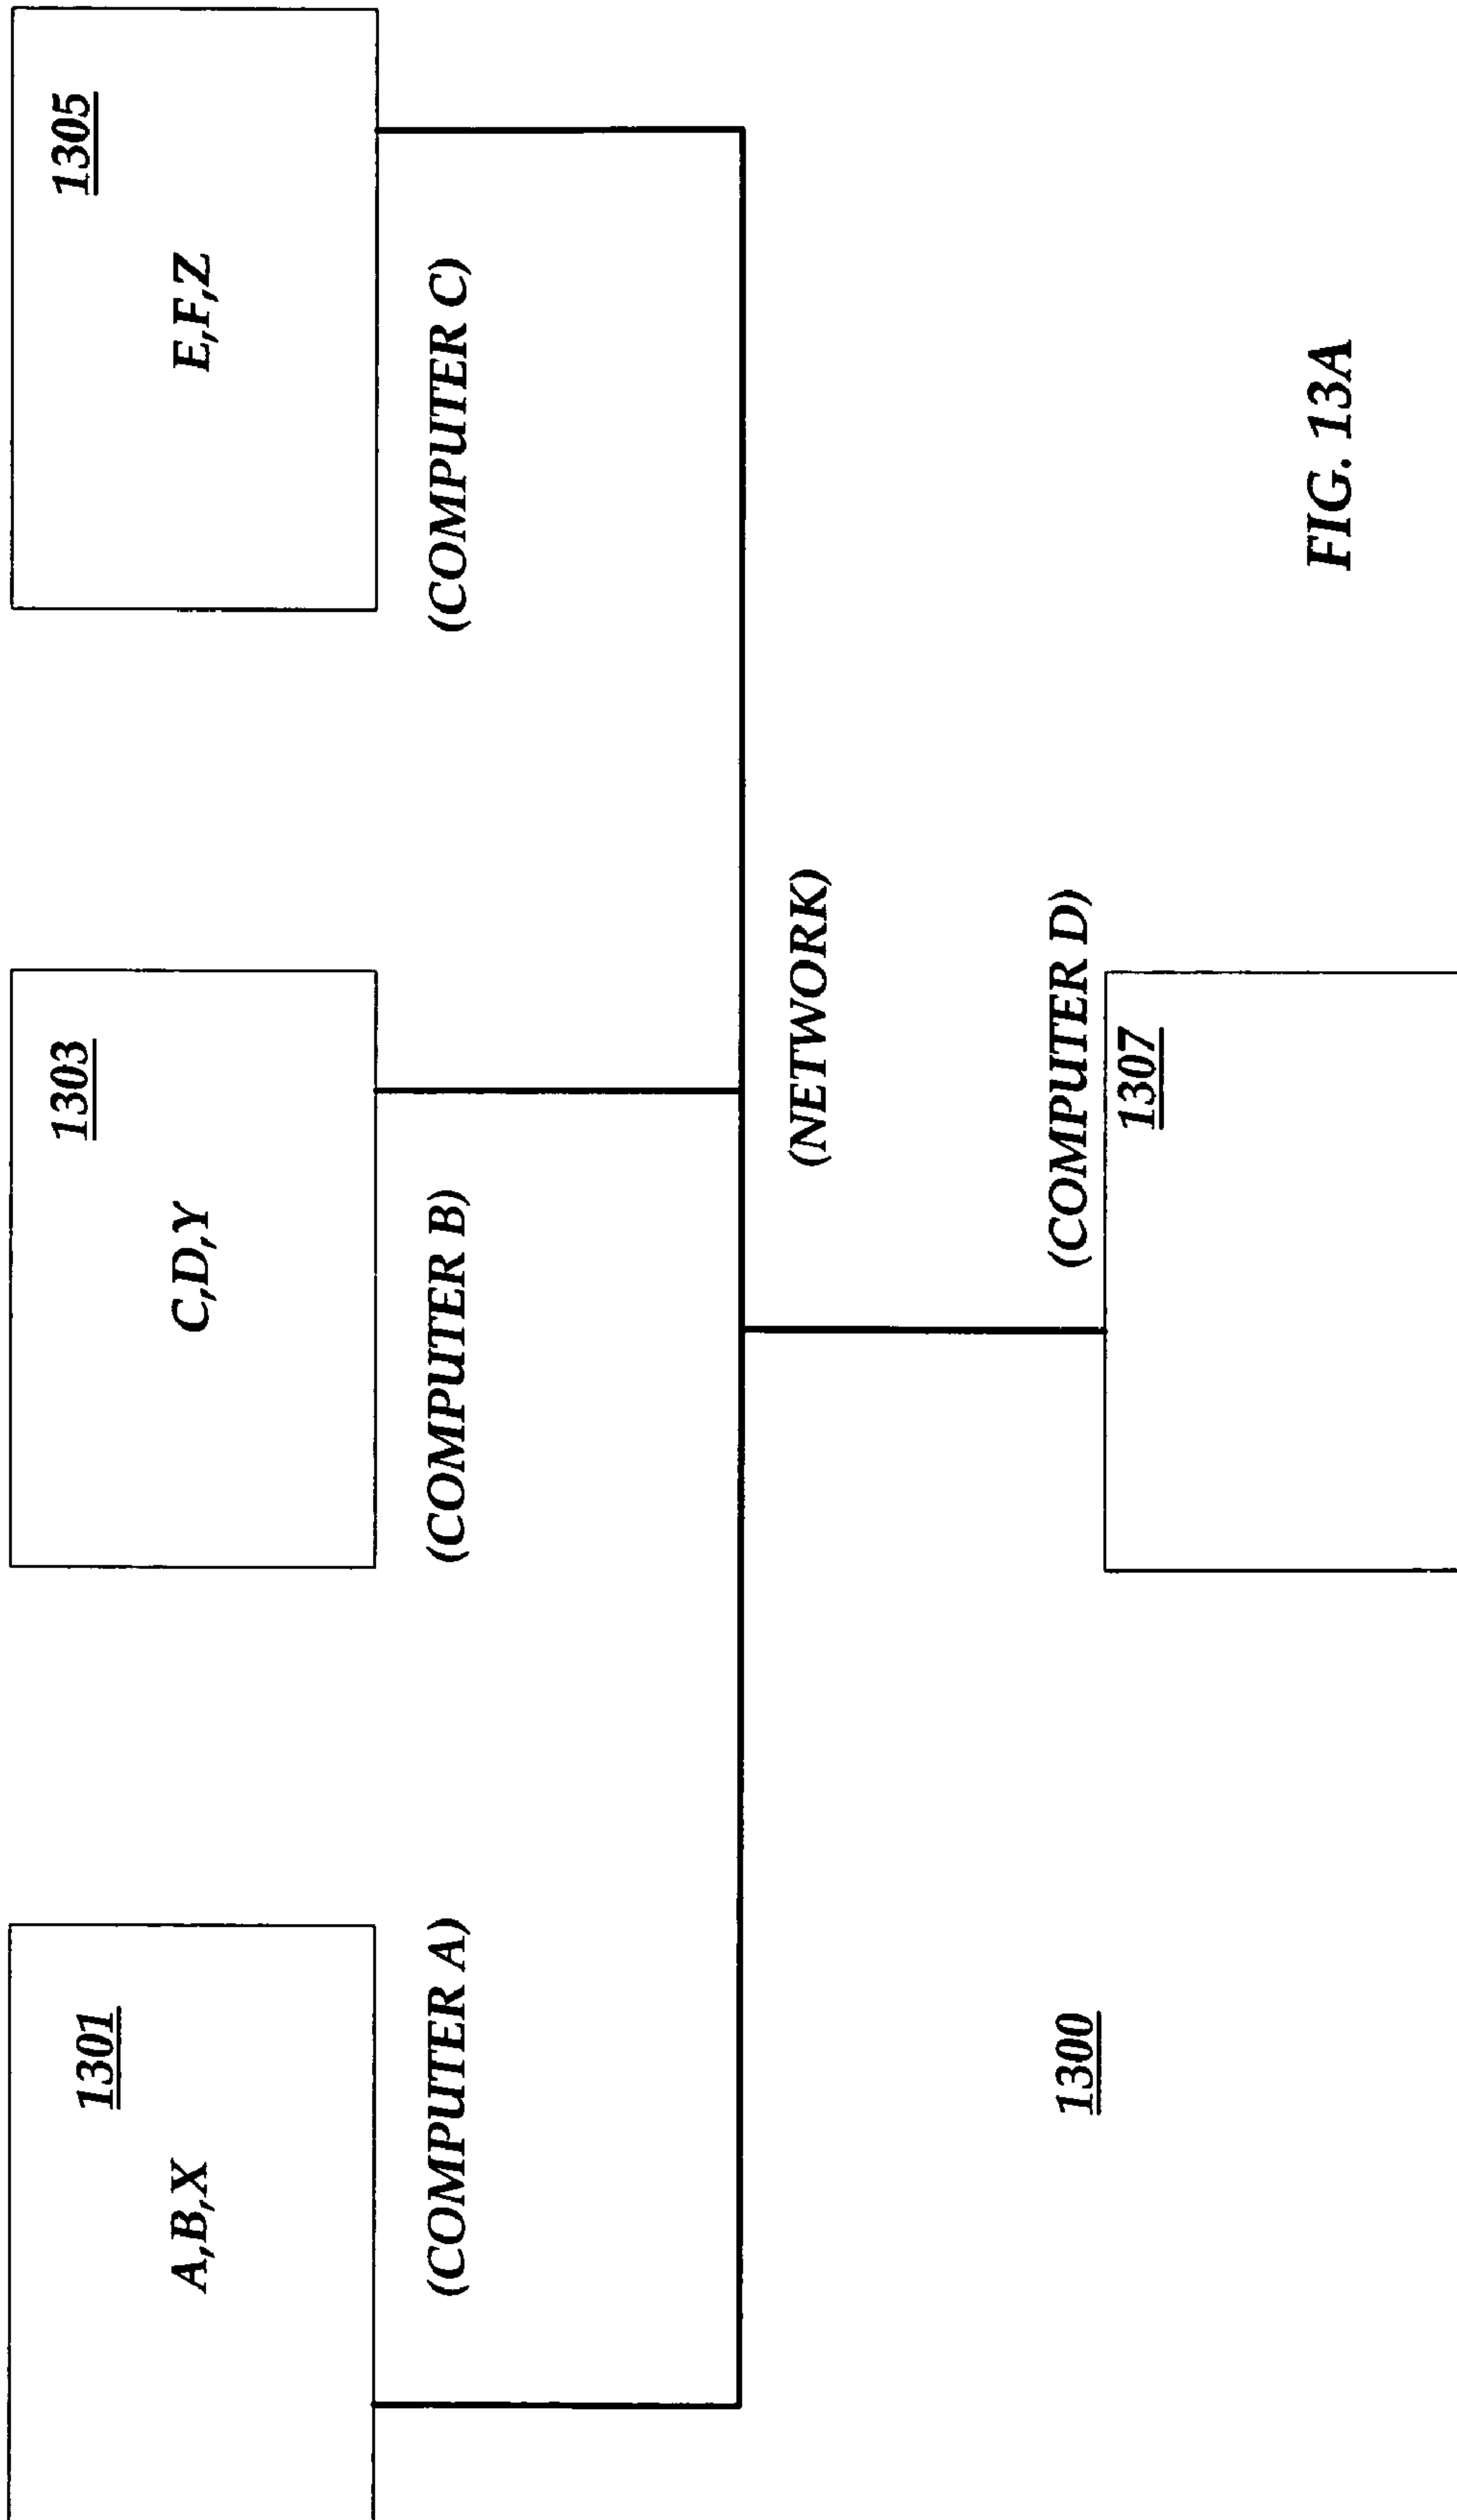 1301
A,B,X
(COMPUTER A)
1303
C,D,Y
(COMPUTER B)
1305
E,F,Z
(COMPUTER C)
(NETWORK)
(COMPUTER D)
1307
1300
FIG. 13A